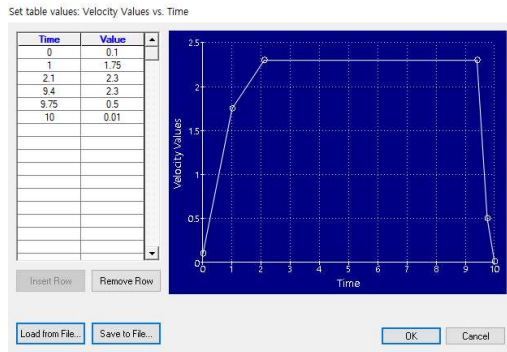 Set table values: Velocity Values vs. Time
Time Value
0 0.1
1 1.75
2.1 2.3
9.4 2.3
9.75 0.5
10 0.01
Insert Row Remove Row
Load from File... Save to File...
2.5
2
1.5
1
0.5
0
Velocity Values
0 1 2 3 4 5 6 7 8 9 10
Time
OK Cancel